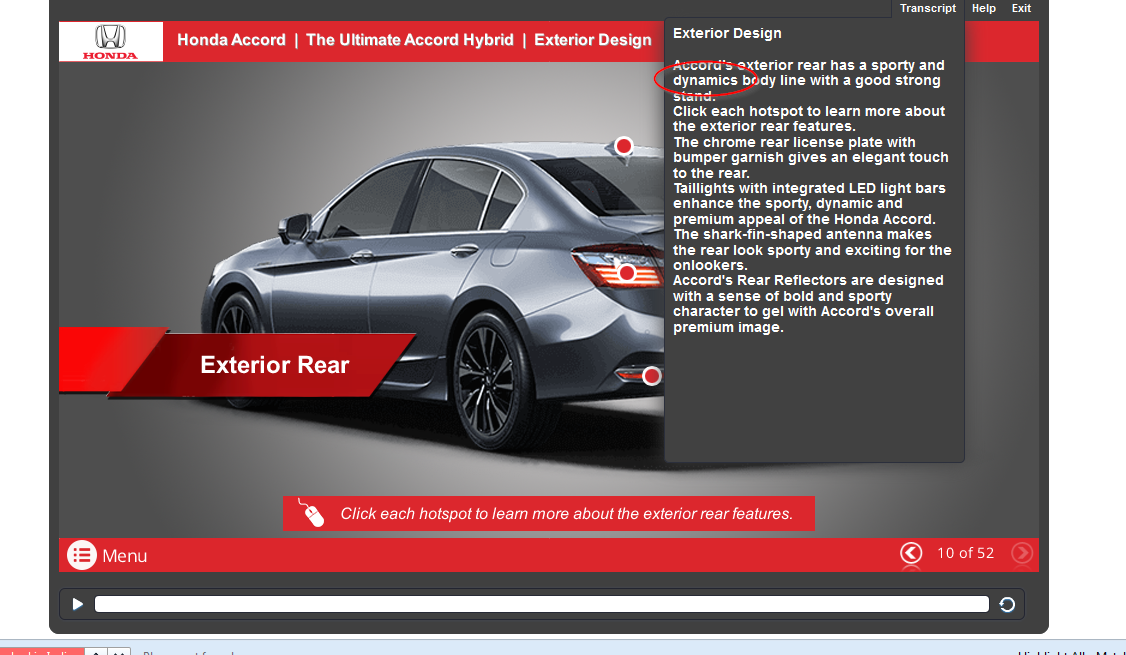 Transcript Help Exit
HONDA
Honda Accord | The Ultimate Accord Hybrid | Exterior Design
Exterior Design
Accord's exterior rear has a sporty and
dynamics body line with a good strong
stand.
Click each hotspot to learn more about
the exterior rear features.
The chrome rear license plate with
bumper garnish gives an elegant touch
to the rear.
Taillights with integrated LED light bars
enhance the sporty, dynamic and
premium appeal of the Honda Accord.
The shark-fin-shaped antenna makes
the rear look sporty and exciting for the
onlookers.
Accord's Rear Reflectors are designed
with a sense of bold and sporty
character to gel with Accord's overall
premium image.
Exterior Rear
Click each hotspot to learn more about the exterior rear features.
Menu
10 of 52